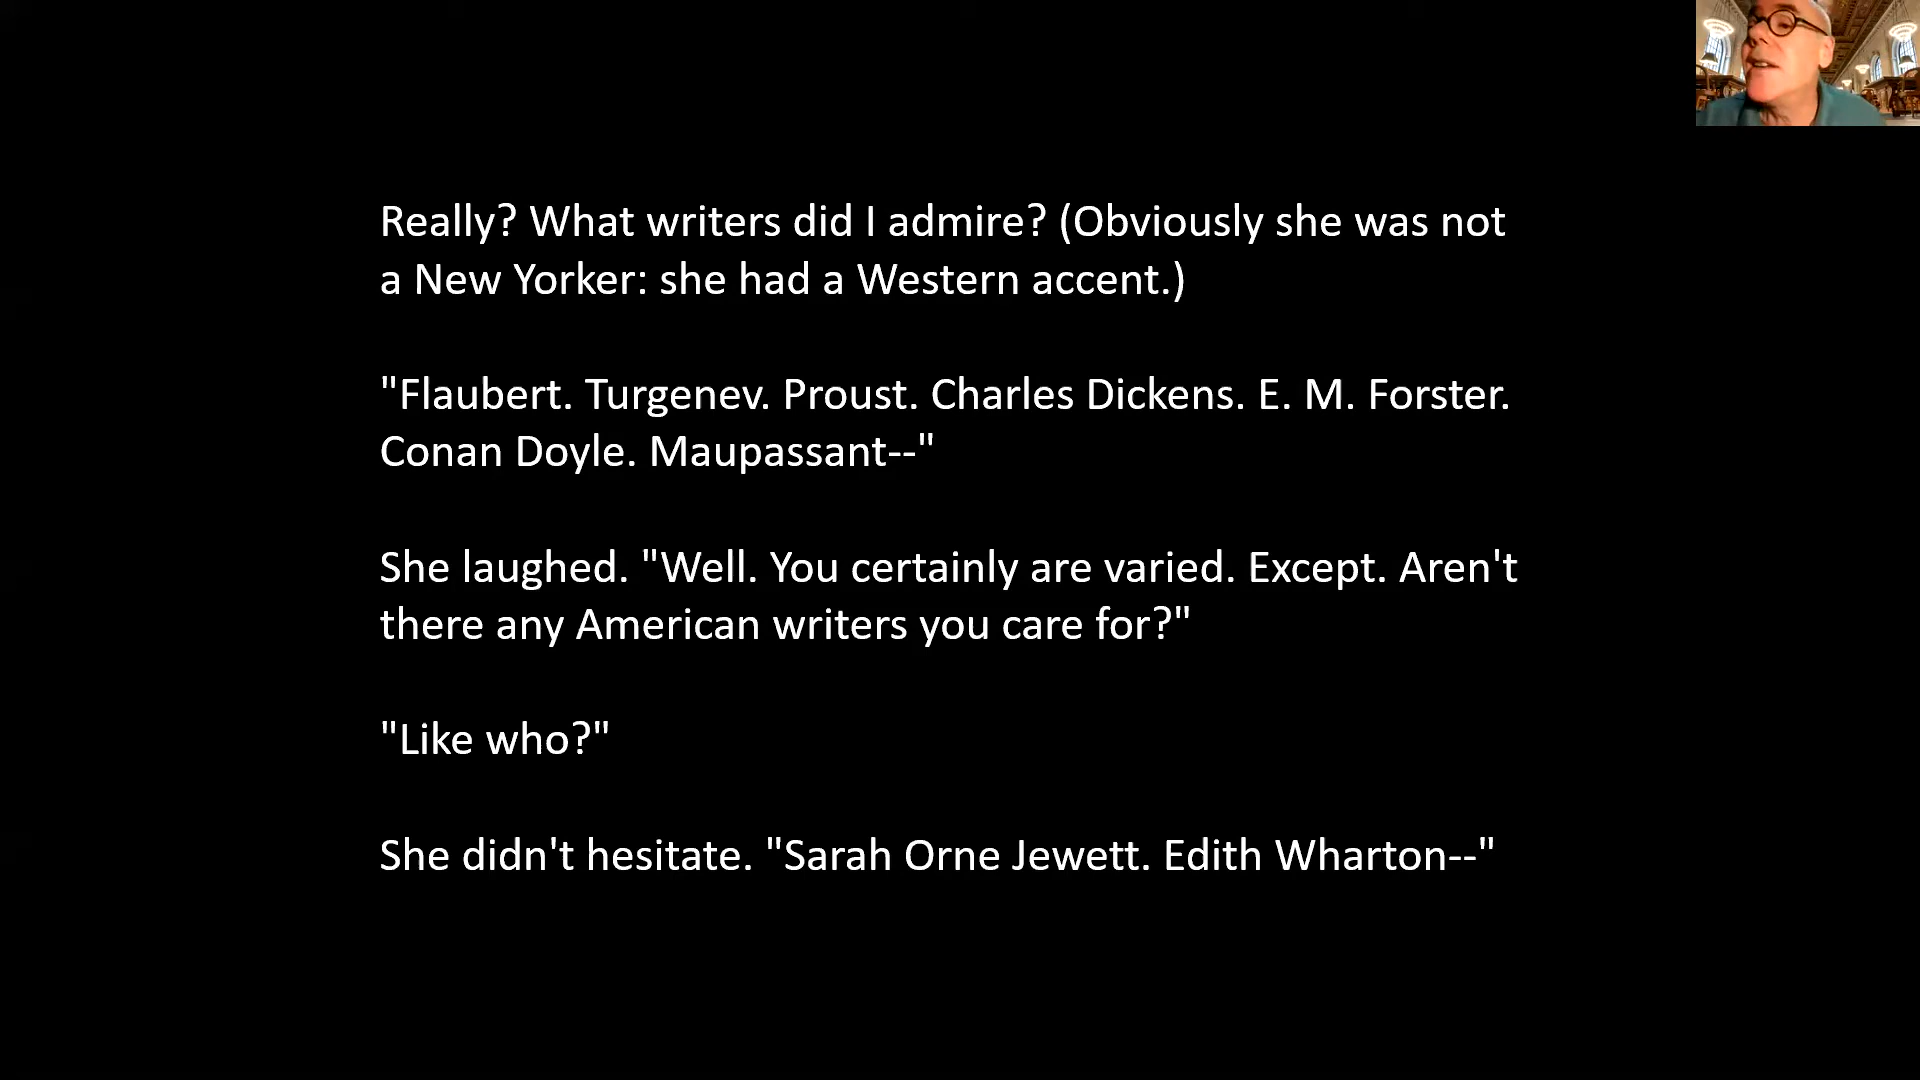 Really? What writers did I admire? (Obviously she was not
a New Yorker: she had a Western accent.)
"Flaubert. Turgenev. Proust. Charles Dickens. E. M. Forster.
Conan Doyle. Maupassant--"
She laughed. "Well. You certainly are varied. Except. Aren't
there any American writers you care for?"
"Like who?"
She didn't hesitate. "Sarah Orne Jewett. Edith Wharton--"